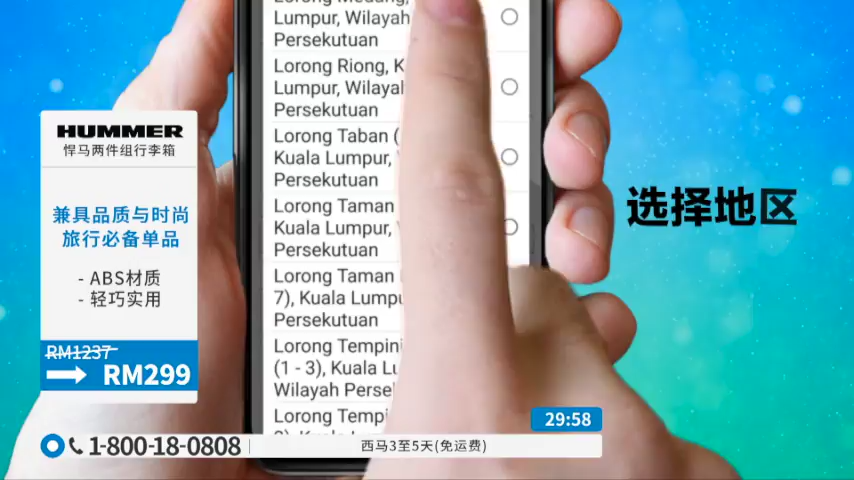 Lumpur, Wilayah
Persekutuan
Lorong Riong, K
Lumpur, Wilayah
Persekutuan
Lorong Taban (
Kuala Lumpur,
Persekutuan
Lorong Taman
Kuala Lumpur,
Persekutuan
Lorong Taman
7), Kuala Lumpu
Persekutuan
Lorong Tempini
(1 - 3), Kuala Lu
Wilayah Persek
Lorong Tempi
HUMMER
悍马两件组行李箱
兼具品质与时尚
旅行必备单品
- ABS材质
- 轻巧实用
RM1237
RM299
选择地区
29:58
1-800-18-0808
西马3至5天(免运费)